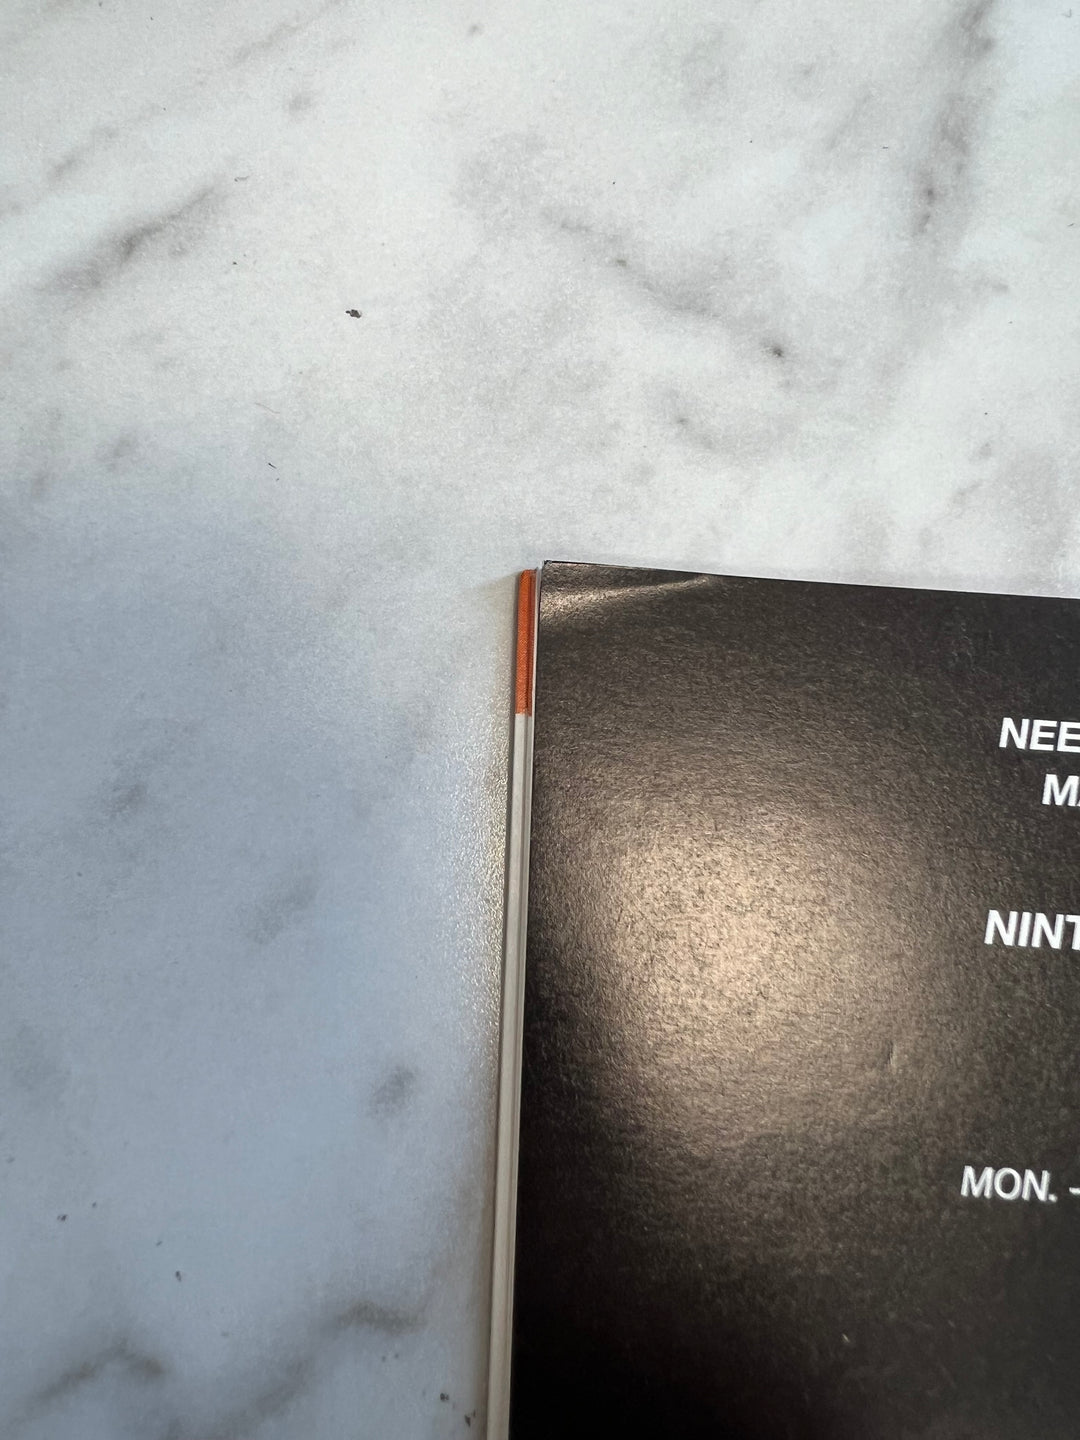 NEE
MA
NINT
MON. -